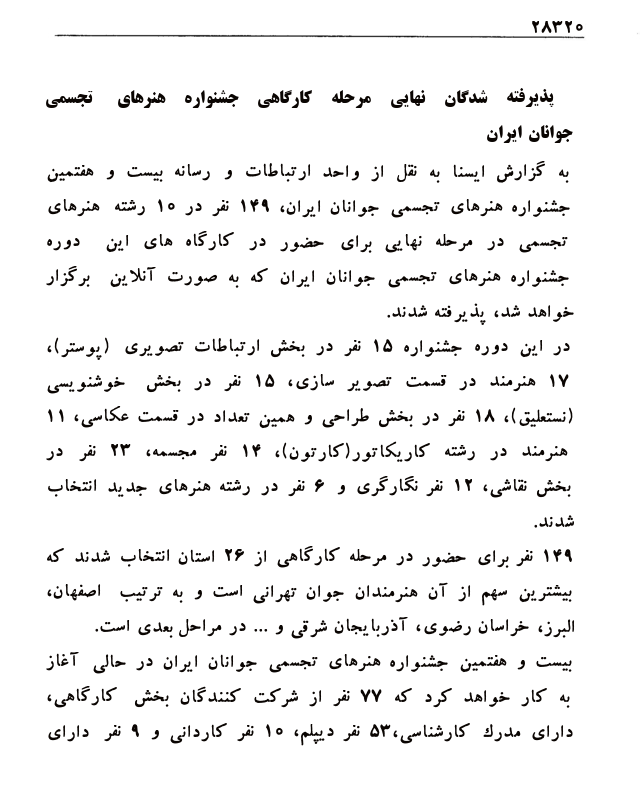 ۲۸۳۲۰
پذیرفته شدگان نهایی مرحله کارگاهی جشنواره هنرهای تجسمی
جوانان ایران
به گزارش ایسنا به نقل از واحد ارتباطات و رسانه بیست و هفتمین
جشنواره هنرهای تجسمی جوانان ایران، ۱۴۹ نفر در ۱۰ رشته هنرهای
تجسمی در مرحله نهایی برای حضور در کارگاه های این دوره
جشنواره هنرهای تجسمی جوانان ایران که به صورت آنلاین برگزار
خواهد شد، پذیرفته شدند.
در این دوره جشنواره ۱۵ نفر در بخش ارتباطات تصویری (پوستر)،
۱۷ هنرمند در قسمت تصویر سازی، ۱۵ نفر در بخش خوشنویسی
(نستعلیق)، ۱۸ نفر در بخش طراحی و همین تعداد در قسمت عکاسی، ۱۱
هنرمند در رشته کاریکاتور(کارتون)، ۱۴ نفر مجسمه، ۲۳ نفر در
بخش نقاشی، ۱۲ نفر نگارگری و ۶ نفر در رشته هنرهای جدید انتخاب
شدند.
۱۴۹ نفر برای حضور در مرحله کارگاهی از ۲۶ استان انتخاب شدند که
بیشترین سهم از آن هنرمندان جوان تهرانی است و به ترتیب اصفهان،
البرز، خراسان رضوی، آذربایجان شرقی و ... در مراحل بعدی است.
بیست و هفتمین جشنواره هنرهای تجسمی جوانان ایران در حالی آغاز
به کار خواهد کرد که ۷۷ نفر از شرکت کنندگان بخش کارگاهی،
دارای مدرك کارشناسی،۵۳ نفر دیپلم، ۱۰ نفر کاردانی و ۹ نفر دارای